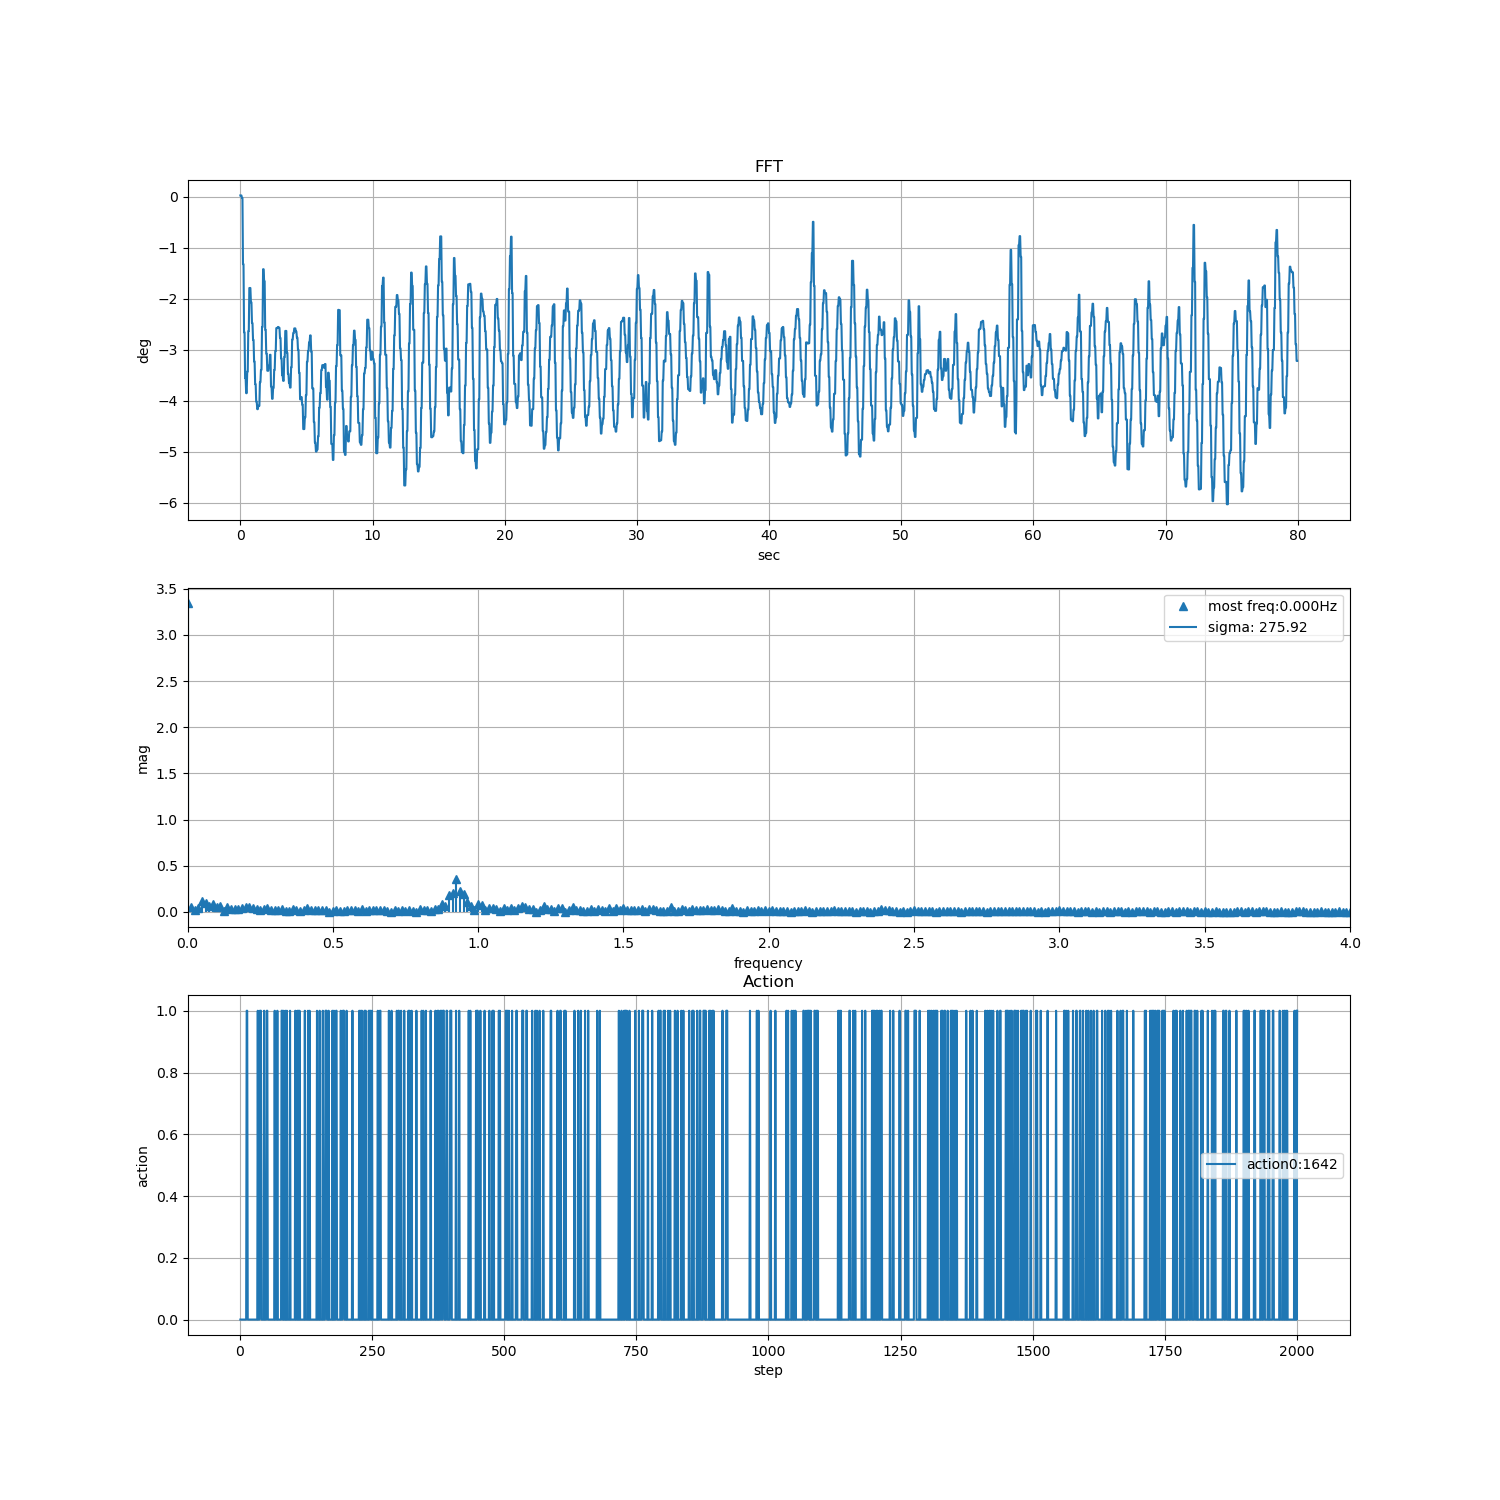 FFT
0
−1
−2
−3
−4
−5
−6
deg
0 10 20 30 40 50 60 70 80
sec
3.5
3.0
2.5
2.0
1.5
1.0
0.5
0.0
mag
most freq:0.000Hz
sigma: 275.92
0.0 0.5 1.0 1.5 2.0 2.5 3.0 3.5 4.0
frequency
Action
1.0
0.8
0.6
0.4
0.2
0.0
action
action0:1642
0 250 500 750 1000 1250 1500 1750 2000
step